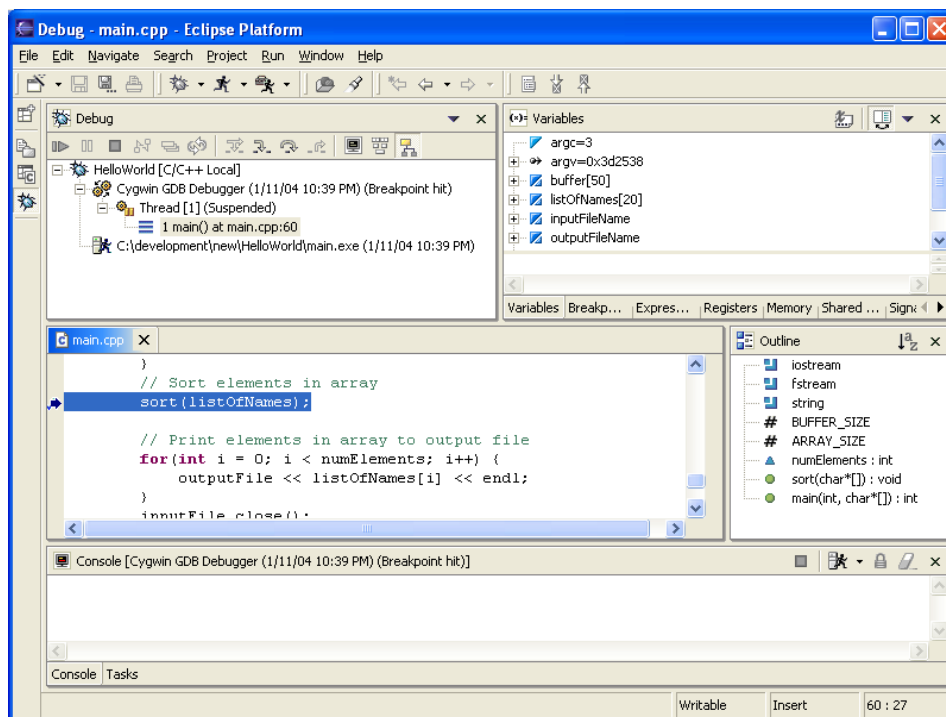 Debug - main.cpp - Eclipse Platform
File Edit Navigate Search Project Run Window Help
Debug
HelloWorld [C/C++ Local]
Cygwin GDB Debugger (1/11/04 10:39 PM) (Breakpoint hit)
Thread [1] (Suspended)
1 main() at main.cpp:60
C:\development\new\HelloWorld\main.exe (1/11/04 10:39 PM)
(x)= Variables
argc=3
argv=0x3d2538
buffer[50]
listOfNames[20]
inputFileName
outputFileName
Variables Breakp... Expres... Registers Memory Shared ... Signa
main.cpp
}
// Sort elements in array
sort(listOfNames);
// Print elements in array to output file
for(int i = 0; i < numElements; i++) {
outputFile << listOfNames[i] << endl;
}
inputFile.close();
Outline
iostream
fstream
string
# BUFFER_SIZE
# ARRAY_SIZE
numElements : int
sort(char*[]) : void
main(int, char*[]) : int
Console [Cygwin GDB Debugger (1/11/04 10:39 PM) (Breakpoint hit)]
Console Tasks
Writable Insert 60 : 27